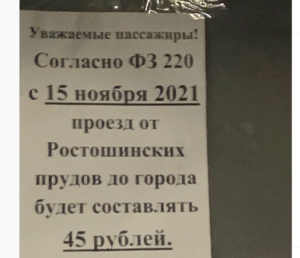 Уважаемые пассажиры!
Согласно ФЗ 220
с 15 ноября 2021
проезд от
Ростошинских
прудов до города
будет составлять
45 рублей.